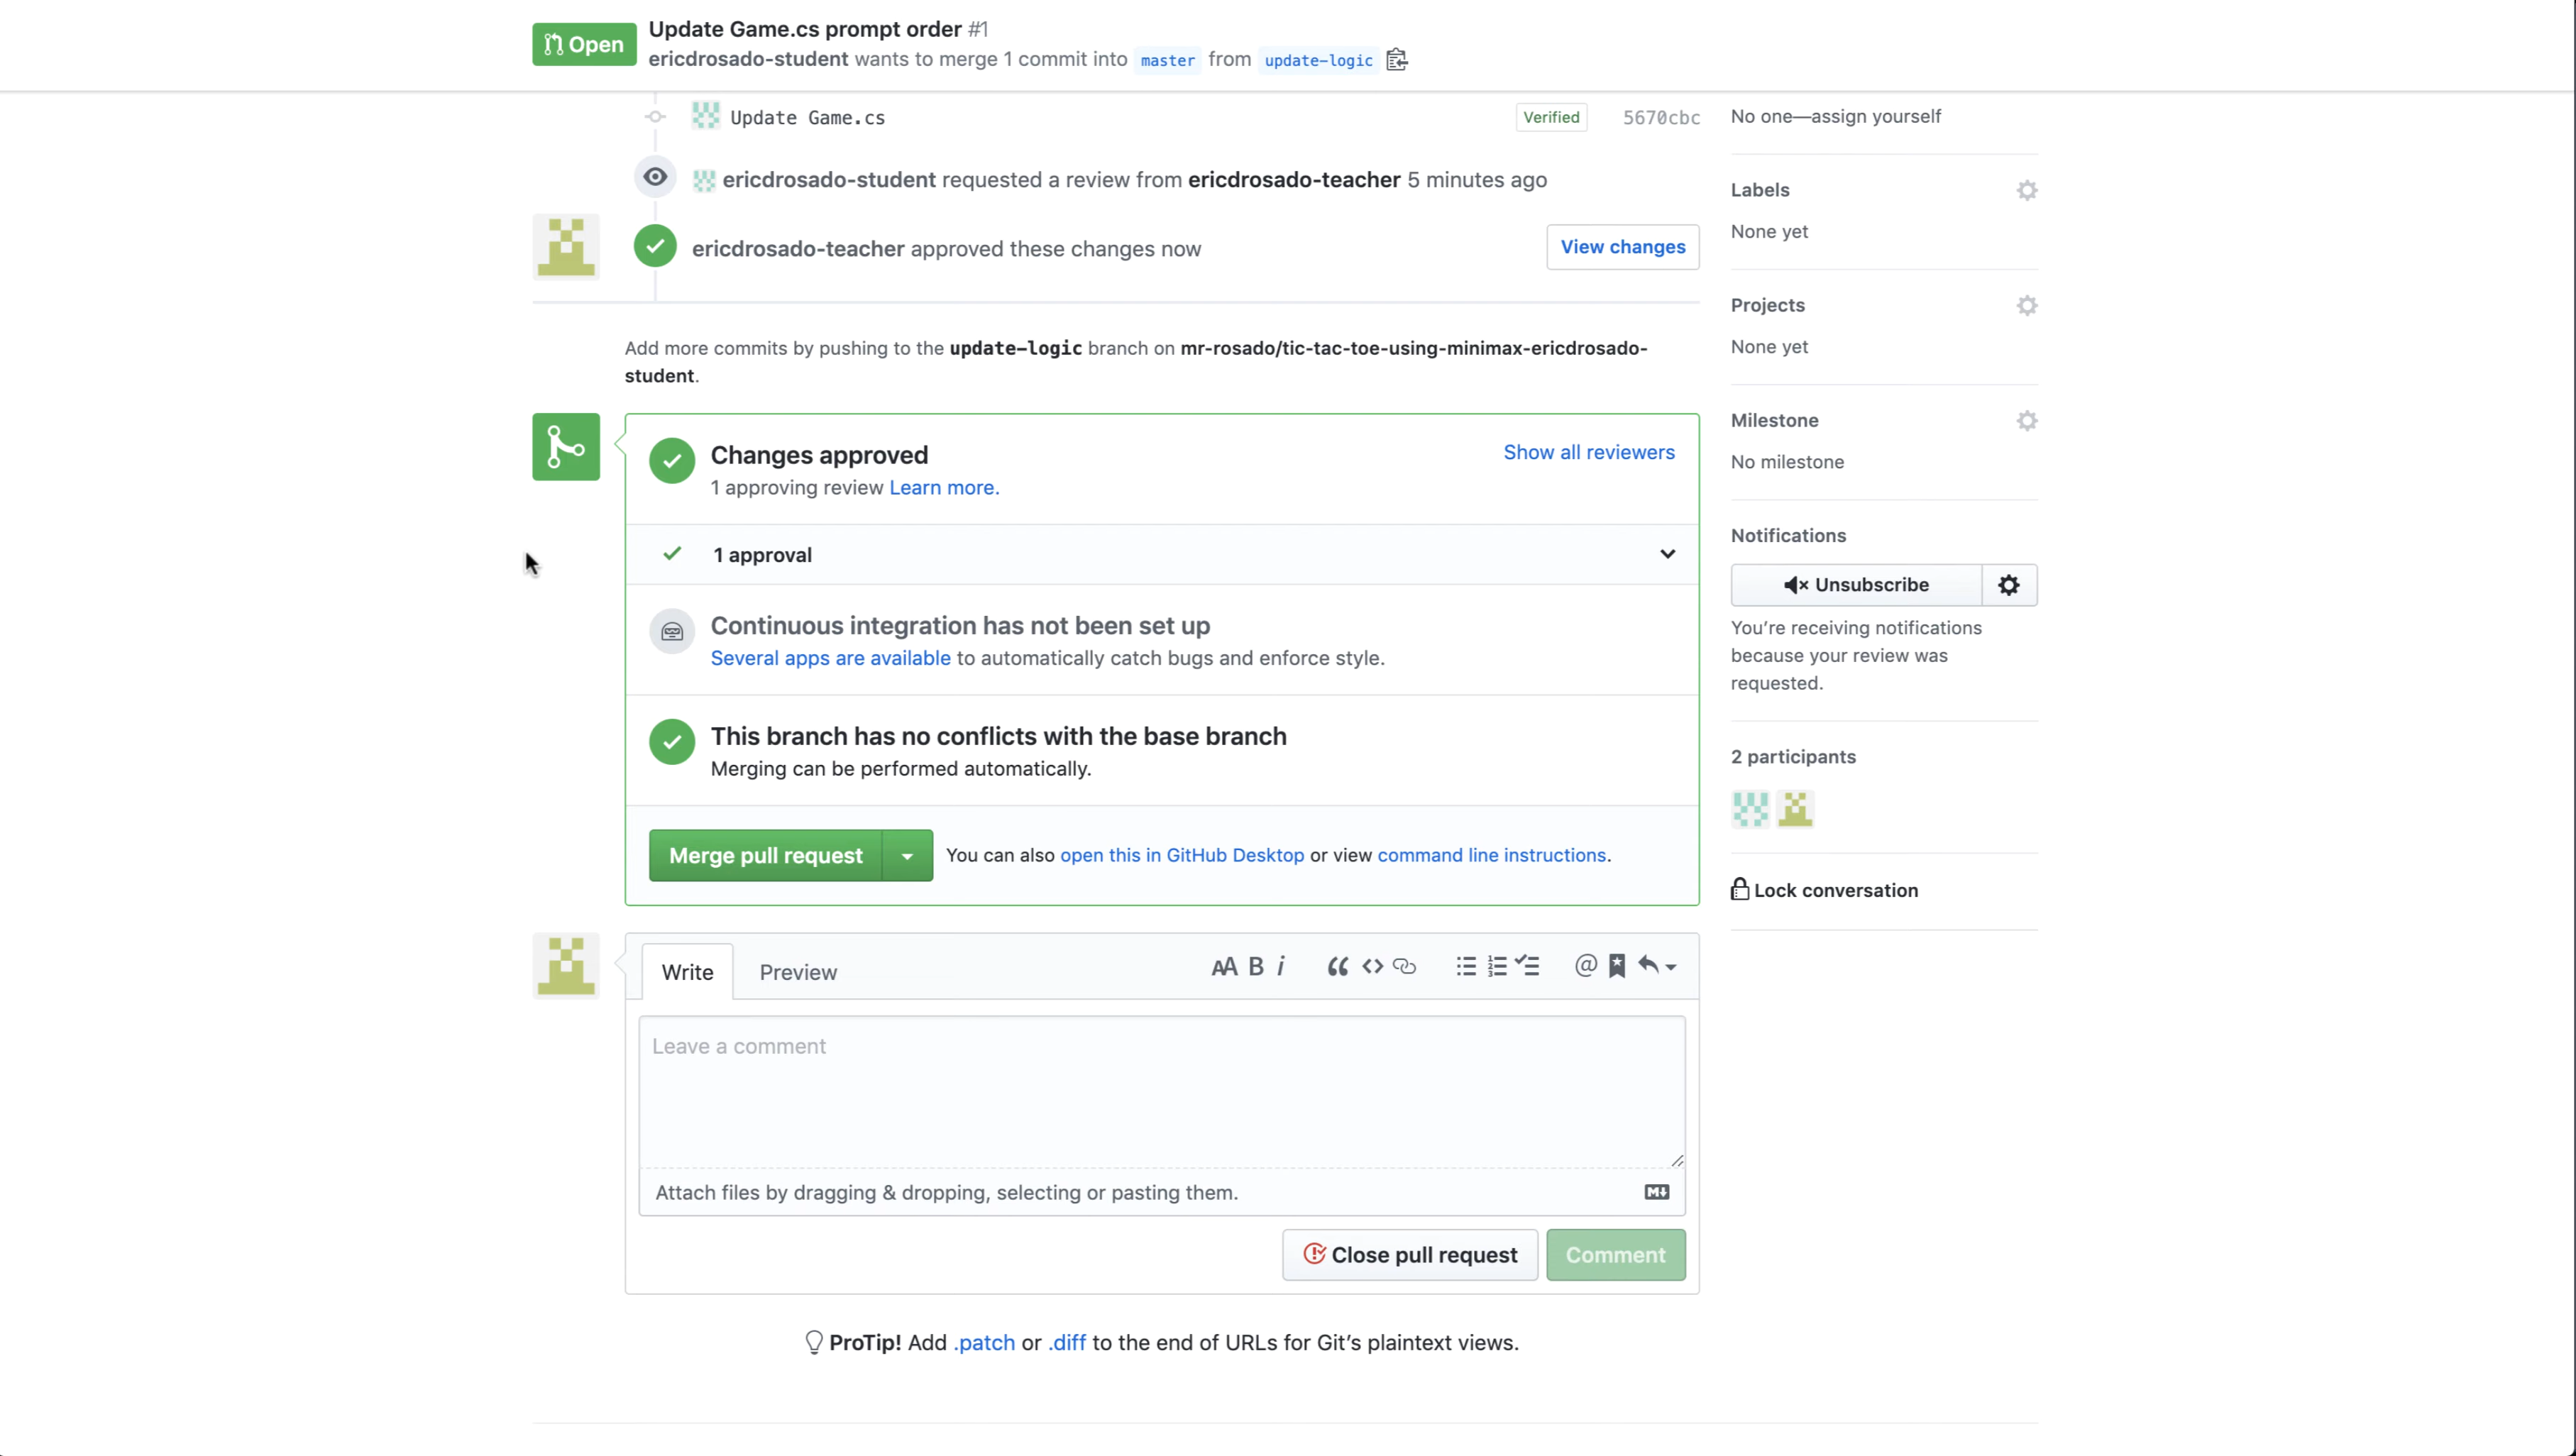 Open
Update Game.cs prompt order #1
ericdrosado-student wants to merge 1 commit into master from update-logic
Update Game.cs
Verified
5670cbc
ericdrosado-student requested a review from ericdrosado-teacher 5 minutes ago
ericdrosado-teacher approved these changes now
View changes
Add more commits by pushing to the update-logic branch on mr-rosado/tic-tac-toe-using-minimax-ericdrosado-
student.
Changes approved
Show all reviewers
1 approving review Learn more.
1 approval
Continuous integration has not been set up
Several apps are available to automatically catch bugs and enforce style.
This branch has no conflicts with the base branch
Merging can be performed automatically.
Merge pull request
You can also open this in GitHub Desktop or view command line instructions.
Write
Preview
AA B i
Leave a comment
Attach files by dragging & dropping, selecting or pasting them.
Close pull request
Comment
ProTip! Add .patch or .diff to the end of URLs for Git’s plaintext views.
No one—assign yourself
Labels
None yet
Projects
None yet
Milestone
No milestone
Notifications
Unsubscribe
You’re receiving notifications
because your review was
requested.
2 participants
Lock conversation